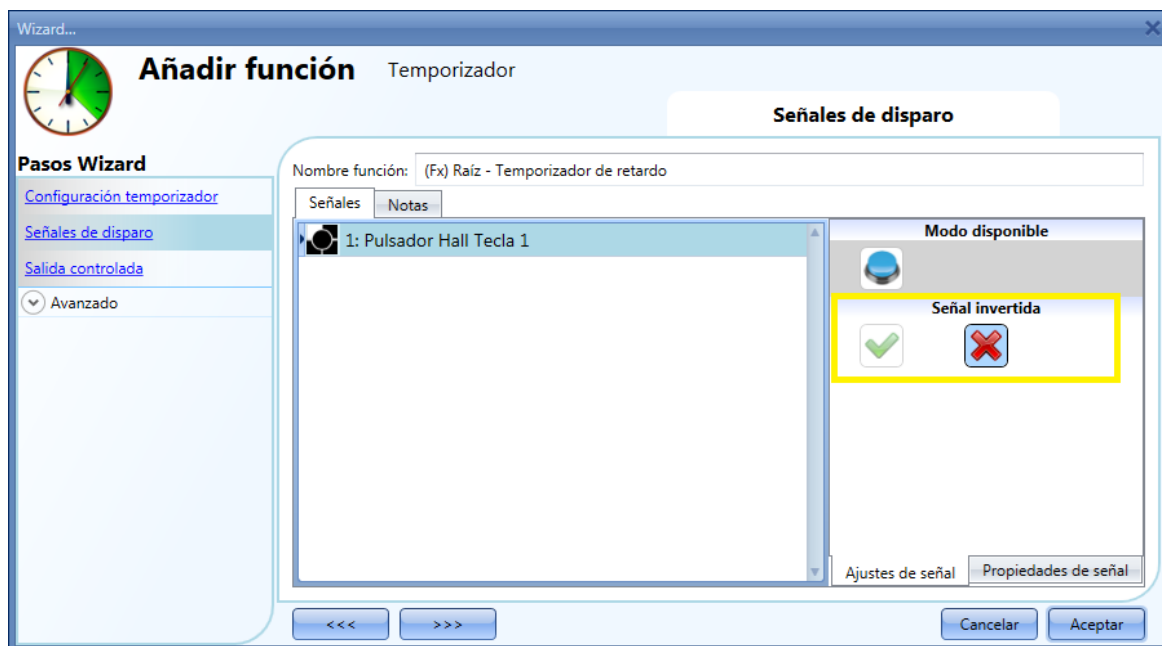 Wizard...
Añadir función Temporizador
Señales de disparo
Pasos Wizard
Configuración temporizador
Señales de disparo
Salida controlada
Avanzado
Nombre función: (Fx) Raíz - Temporizador de retardo
Señales Notas
1: Pulsador Hall Tecla 1
Modo disponible
Señal invertida
Ajustes de señal Propiedades de señal
<<< >>> Cancelar Aceptar